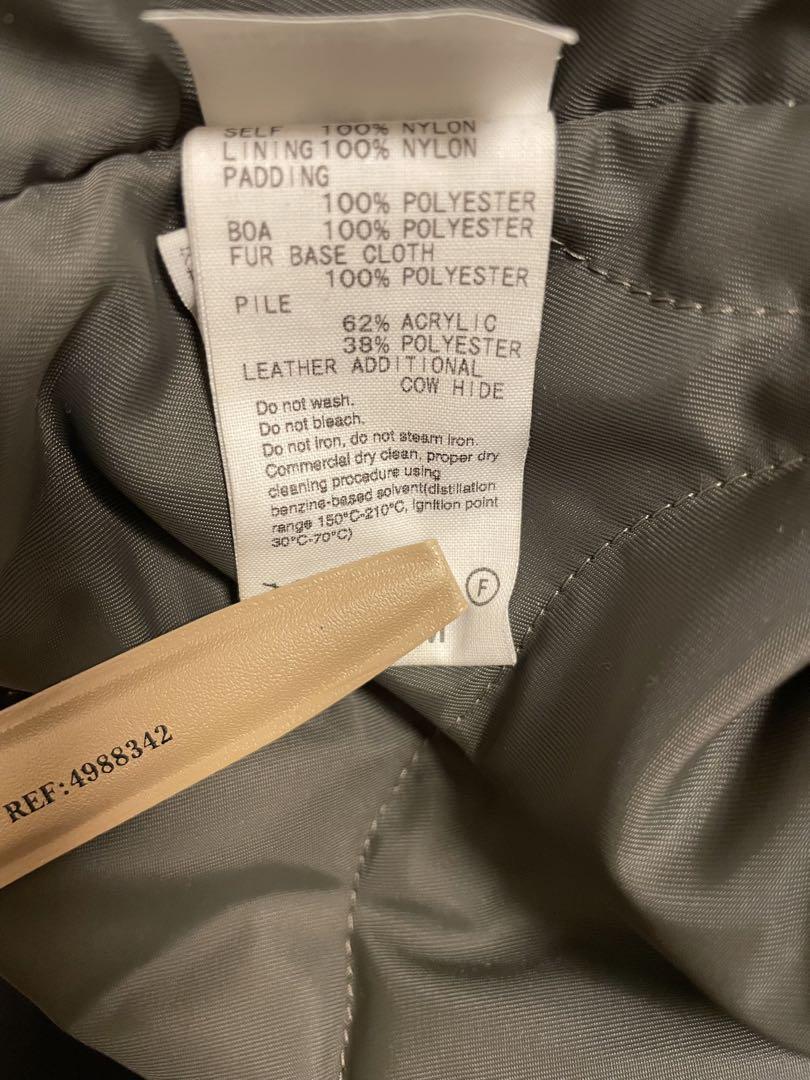 SELF 100% NYLON
LINING 100% NYLON
PADDING
100% POLYESTER
BOA 100% POLYESTER
FUR BASE CLOTH
100% POLYESTER
PILE
62% ACRYLIC
38% POLYESTER
LEATHER ADDITIONAL
COW HIDE
Do not wash.
Do not bleach.
Do not iron, do not steam iron.
Commercial dry clean, proper dry
cleaning procedure using
benzine-based solvent(distillation
range 150°C-210°C, ignition point
30°C-70°C)
F
REF:4988342